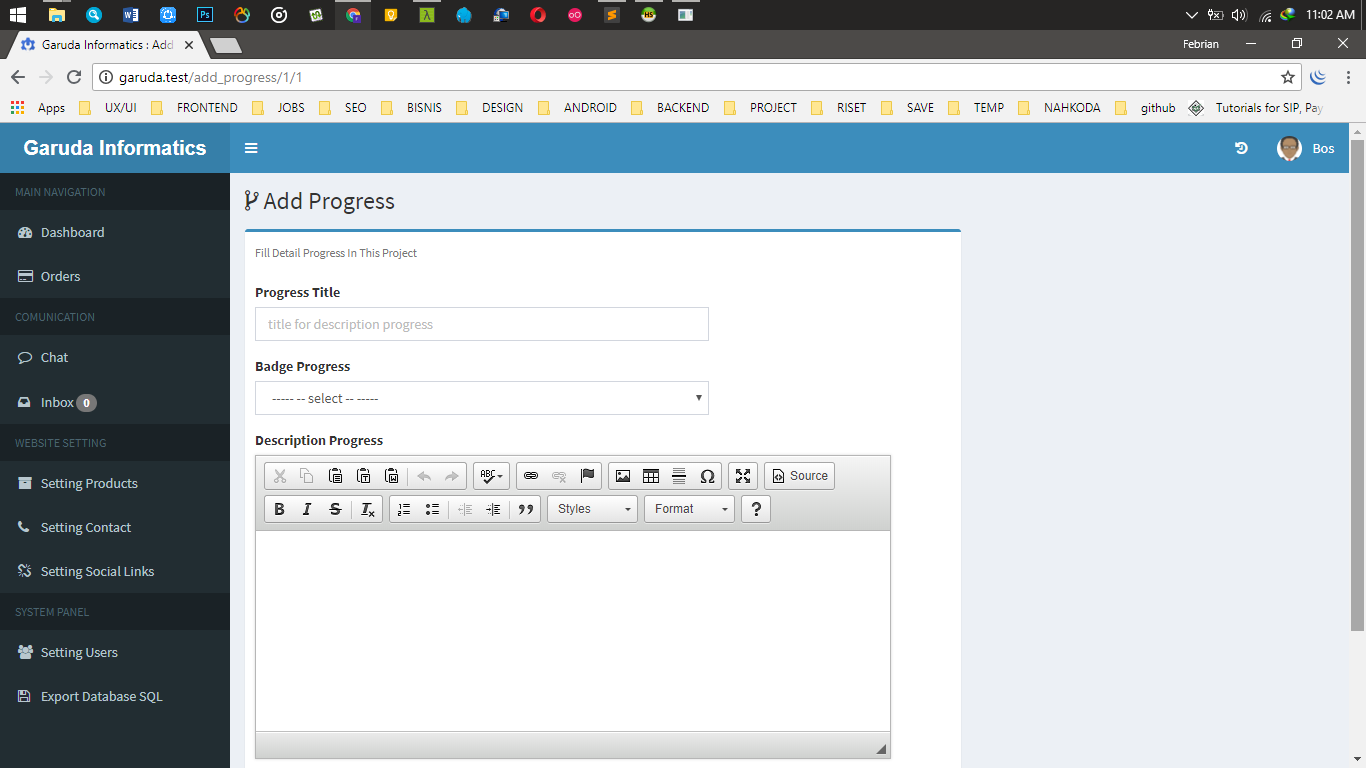 11:02 AM
Garuda Informatics : Add
Febrian
garuda.test/add_progress/1/1
Apps UX/UI FRONTEND JOBS SEO BISNIS DESIGN ANDROID BACKEND PROJECT RISET SAVE TEMP NAHKODA github Tutorials for SIP, Pay
Garuda Informatics
Bos
MAIN NAVIGATION
Dashboard
Orders
COMUNICATION
Chat
Inbox 0
WEBSITE SETTING
Setting Products
Setting Contact
Setting Social Links
SYSTEM PANEL
Setting Users
Export Database SQL
Add Progress
Fill Detail Progress In This Project
Progress Title
title for description progress
Badge Progress
----- -- select -- -----
Description Progress
ABC
Source
B I S Ix
Styles Format ?